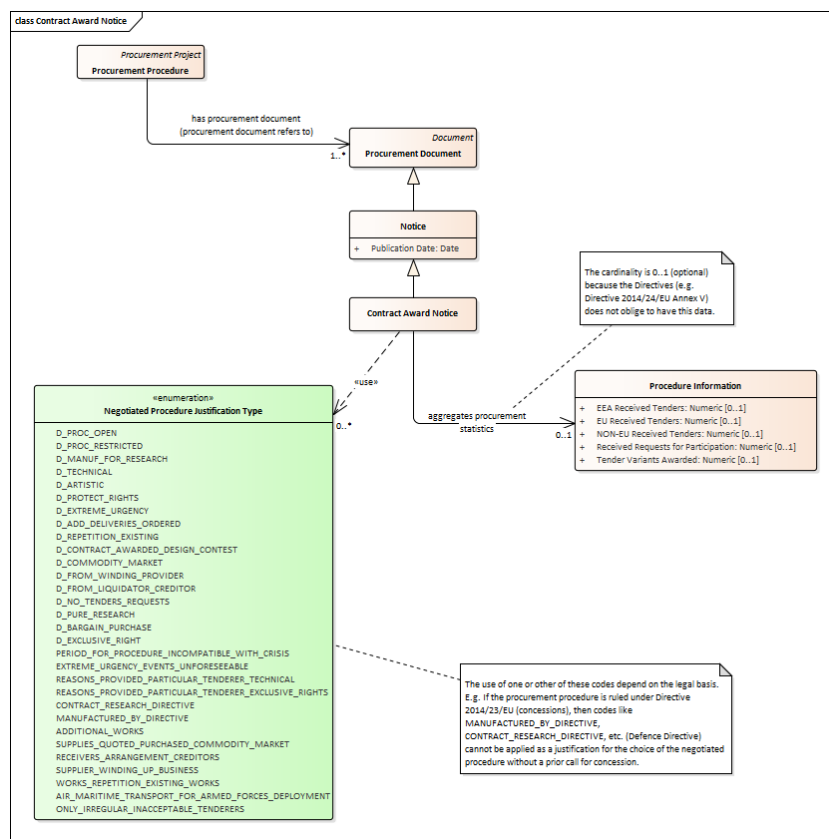 class Contract Award Notice
Procurement Project
Procurement Procedure
has procurement document
(procurement document refers to)
1..*
Document
Procurement Document
Notice
+ Publication Date: Date
The cardinality is 0..1 (optional)
because the Directives (e.g.
Directive 2014/24/EU Annex V)
does not oblige to have this data.
Contract Award Notice
«use»
0..*
aggregates procurement
statistics
0..1
Procedure Information
+ EEA Received Tenders: Numeric [0..1]
+ EU Received Tenders: Numeric [0..1]
+ NON-EU Received Tenders: Numeric [0..1]
+ Received Requests for Participation: Numeric [0..1]
+ Tender Variants Awarded: Numeric [0..1]
«enumeration»
Negotiated Procedure Justification Type
D_PROC_OPEN
D_PROC_RESTRICTED
D_MANUF_FOR_RESEARCH
D_TECHNICAL
D_ARTISTIC
D_PROTECT_RIGHTS
D_EXTREME_URGENCY
D_ADD_DELIVERIES_ORDERED
D_REPETITION_EXISTING
D_CONTRACT_AWARDED_DESIGN_CONTEST
D_COMMODITY_MARKET
D_FROM_WINDING_PROVIDER
D_FROM_LIQUIDATOR_CREDITOR
D_NO_TENDERS_REQUESTS
D_PURE_RESEARCH
D_BARGAIN_PURCHASE
D_EXCLUSIVE_RIGHT
PERIOD_FOR_PROCEDURE_INCOMPATIBLE_WITH_CRISIS
EXTREME_URGENCY_EVENTS_UNFORESEEABLE
REASONS_PROVIDED_PARTICULAR_TENDERER_TECHNICAL
REASONS_PROVIDED_PARTICULAR_TENDERER_EXCLUSIVE_RIGHTS
CONTRACT_RESEARCH_DIRECTIVE
MANUFACTURED_BY_DIRECTIVE
ADDITIONAL_WORKS
SUPPLIES_QUOTED_PURCHASED_COMMODITY_MARKET
RECEIVERS_ARRANGEMENT_CREDITORS
SUPPLIER_WINDING_UP_BUSINESS
WORKS_REPETITION_EXISTING_WORKS
AIR_MARITIME_TRANSPORT_FOR_ARMED_FORCES_DEPLOYMENT
ONLY_IRREGULAR_INACCEPTABLE_TENDERERS
The use of one or other of these codes depend on the legal basis.
E.g. If the procurement procedure is ruled under Directive
2014/23/EU (concessions), then codes like
MANUFACTURED_BY_DIRECTIVE,
CONTRACT_RESEARCH_DIRECTIVE, etc. (Defence Directive)
cannot be applied as a justification for the choice of the negotiated
procedure without a prior call for concession.